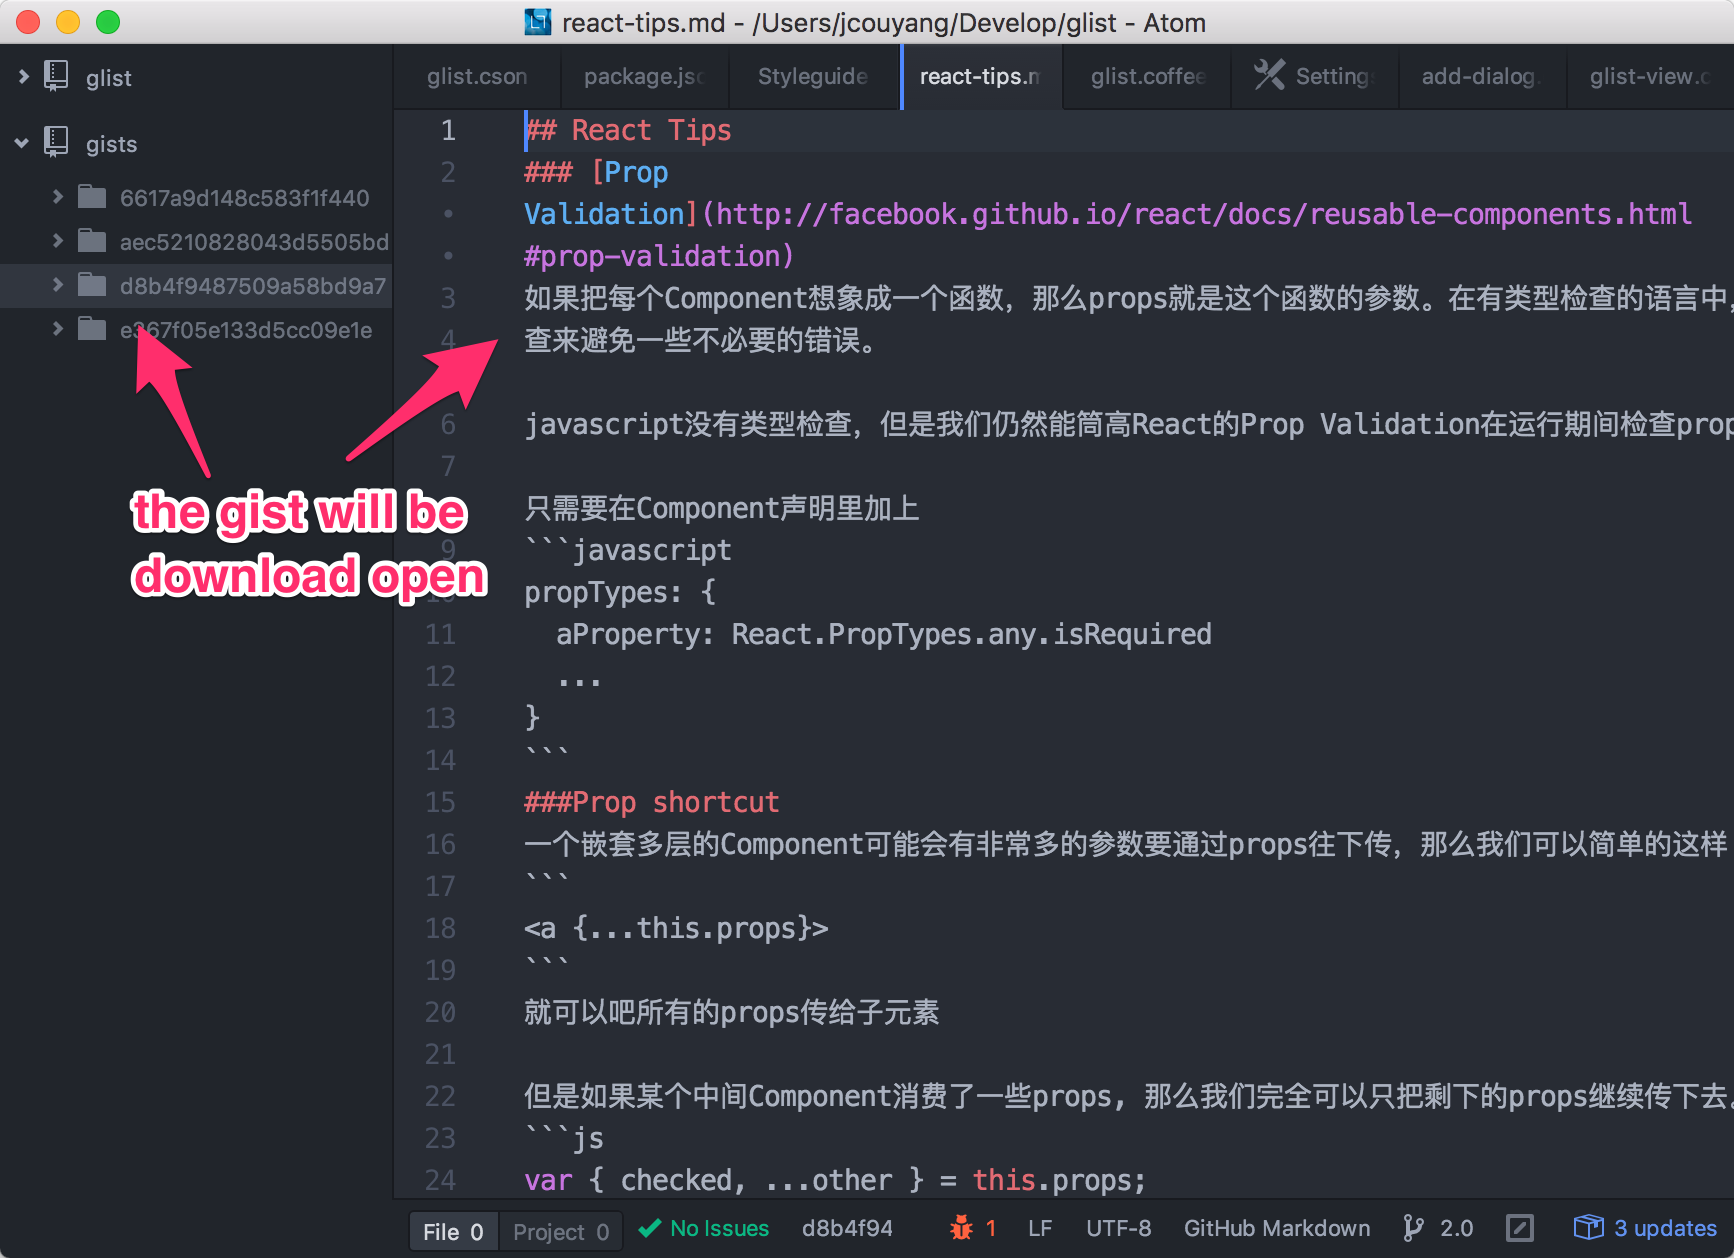 react-tips.md - /Users/jcouyang/Develop/glist - Atom
glist
gists
6617a9d148c583f1f440
aec5210828043d5505bd
d8b4f9487509a58bd9a7
e367f05e133d5cc09e1e
the gist will be
download open
glist.cson
package.jsc
Styleguide
react-tips.m
glist.coffee
Settings
add-dialog.
glist-view.c
1 ## React Tips
2 ### [Prop
• Validation](http://facebook.github.io/react/docs/reusable-components.html
• #prop-validation)
3 如果把每个Component想象成一个函数，那么props就是这个函数的参数。在有类型检查的语言中，
4 查来避免一些不必要的错误。
6 javascript没有类型检查，但是我们仍然能筒高React的Prop Validation在运行期间检查prop
7
只需要在Component声明里加上
9 ```javascript
10 propTypes: {
11 aProperty: React.PropTypes.any.isRequired
12 ...
13 }
14 ```
15 ###Prop shortcut
16 一个嵌套多层的Component可能会有非常多的参数要通过props往下传，那么我们可以简单的这样
17 ```
18 <a {...this.props}>
19 ```
20 就可以吧所有的props传给子元素
21
22 但是如果某个中间Component消费了一些props, 那么我们完全可以只把剩下的props继续传下去。
23 ```js
24 var { checked, ...other } = this.props;
File 0 Project 0 No Issues d8b4f94 1 LF UTF-8 GitHub Markdown 2.0 3 updates